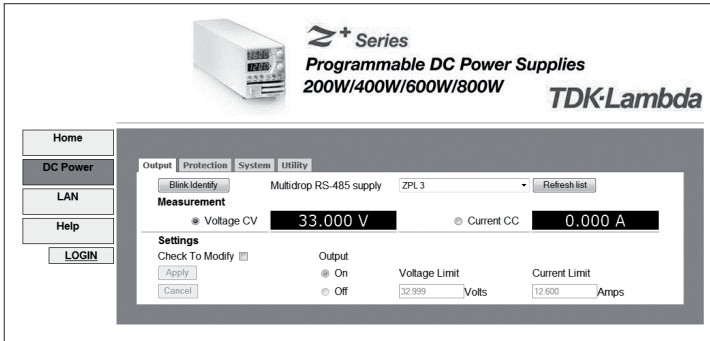 Z+ Series
Programmable DC Power Supplies
200W/400W/600W/800W
TDK·Lambda
Home
DC Power
LAN
Help
LOGIN
Output Protection System Utility
Blink Identify Multidrop RS-485 supply ZPL 3 Refresh list
Measurement
Voltage CV 33.000 V Current CC 0.000 A
Settings
Check To Modify Output
Apply On Voltage Limit Current Limit
Cancel Off 32.999 Volts 12.600 Amps